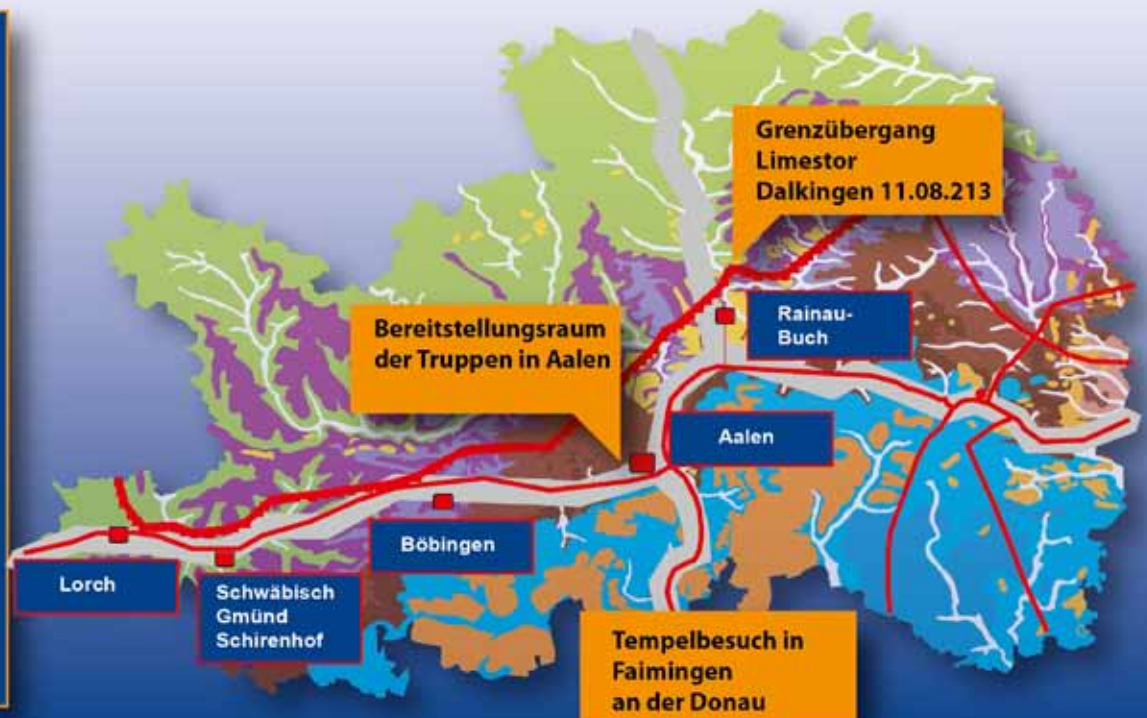 Grenzübergang
Limestor
Dalkingen 11.08.213
Bereitstellungsraum
der Truppen in Aalen
Rainau-
Buch
Aalen
Böbingen
Lorch
Schwäbisch
Gmünd
Schirenhof
Tempelbesuch in
Faimingen
an der Donau